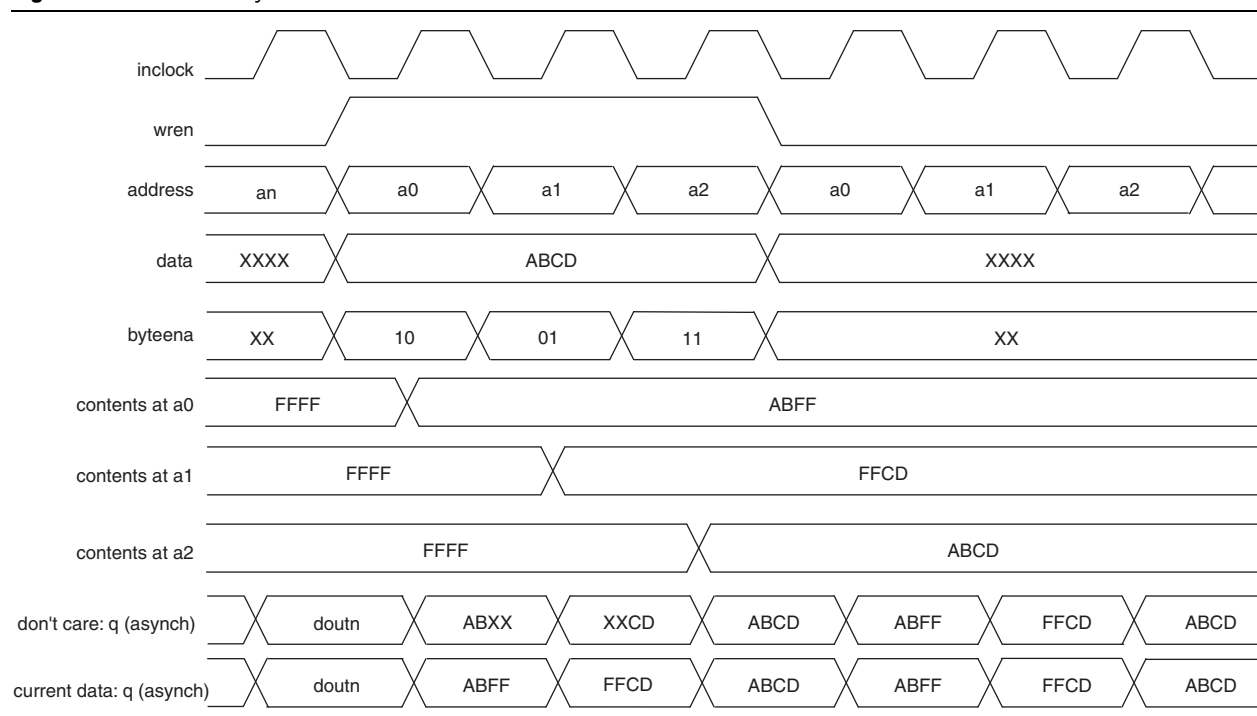 inclock
wren
address an a0 a1 a2 a0 a1 a2
data XXXX ABCD XXXX
byteena XX 10 01 11 XX
contents at a0 FFFF ABFF
contents at a1 FFFF FFCD
contents at a2 FFFF ABCD
don't care: q (asynch) doutn ABXX XXCD ABCD ABFF FFCD ABCD
current data: q (asynch) doutn ABFF FFCD ABCD ABFF FFCD ABCD